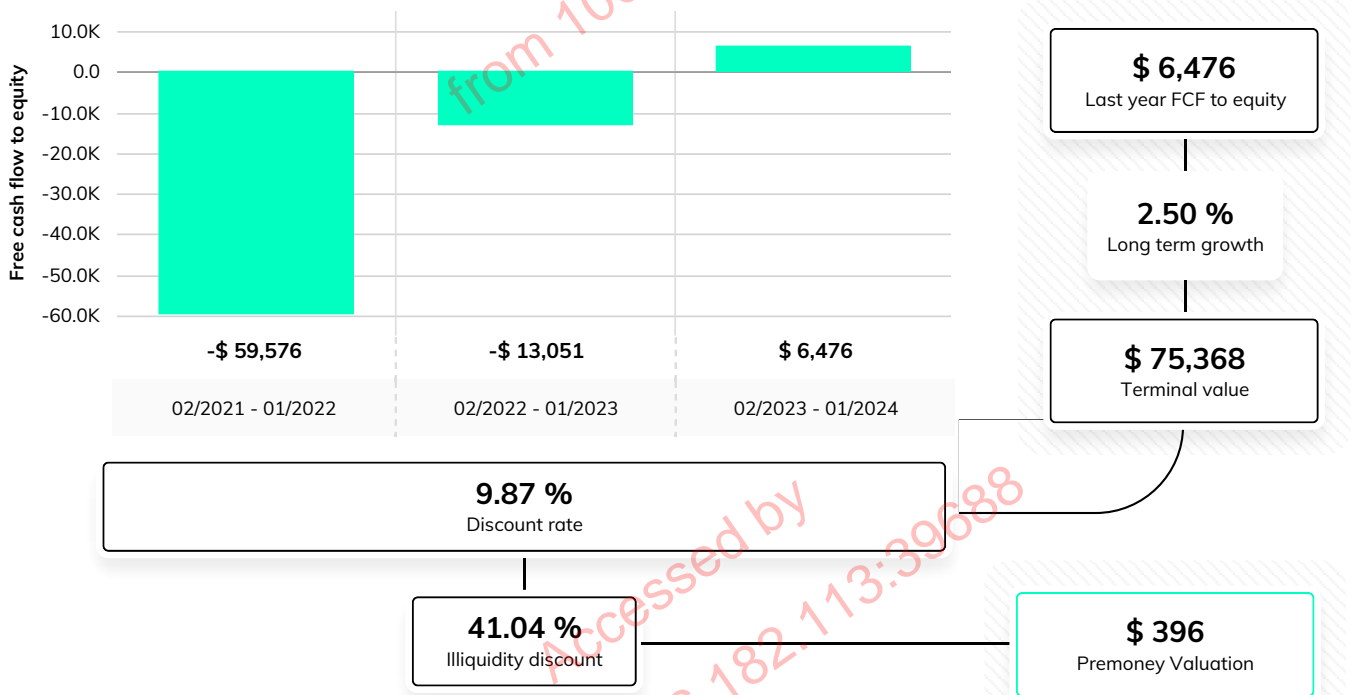 Free cash flow to equity
10.0K
0.0
-10.0K
-20.0K
-30.0K
-40.0K
-50.0K
-60.0K
-$ 59,576
-$ 13,051
$ 6,476
02/2021 - 01/2022
02/2022 - 01/2023
02/2023 - 01/2024
$ 6,476
Last year FCF to equity
2.50 %
Long term growth
$ 75,368
Terminal value
9.87 %
Discount rate
41.04 %
Illiquidity discount
$ 396
Premoney Valuation
from
Accessed by
182.113:39688